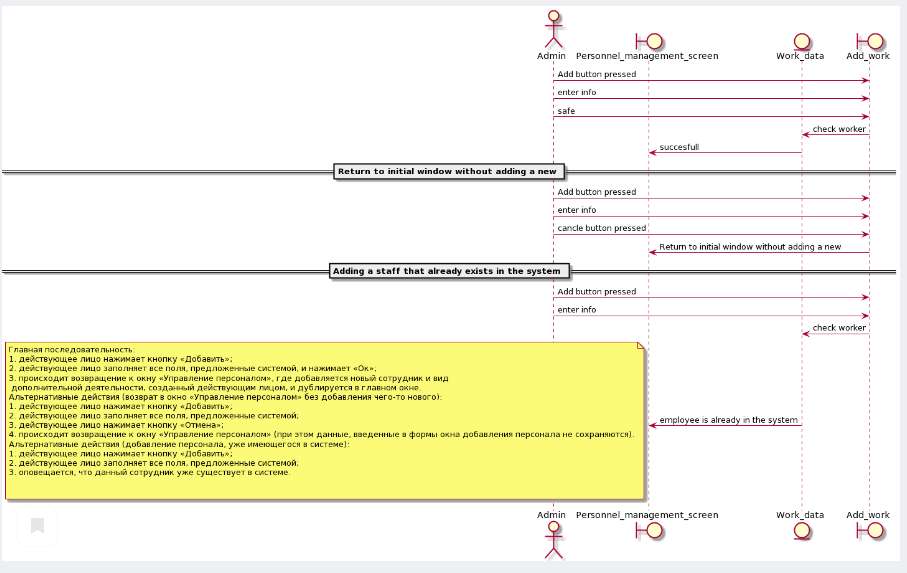 Admin Personnel_management_screen Work_data Add_work
Add button pressed
enter info
safe
check worker
succesfull
Return to initial window without adding a new
Add button pressed
enter info
cancle button pressed
Return to initial window without adding a new
Adding a staff that already exists in the system
Add button pressed
enter info
check worker
Главная последовательность:
1. действующее лицо нажимает кнопку «Добавить»;
2. действующее лицо заполняет все поля, предложенные системой, и нажимает «Ок»;
3. происходит возвращение к окну «Управление персоналом», где добавляется новый сотрудник и вид
дополнительной деятельности, созданный действующим лицом, и дублируется в главном окне.
Альтернативные действия (возврат в окно «Управление персоналом» без добавления чего-то нового):
1. действующее лицо нажимает кнопку «Добавить»;
2. действующее лицо заполняет все поля, предложенные системой;
3. действующее лицо нажимает кнопку «Отмена»;
4. происходит возвращение к окну «Управление персоналом» (при этом данные, введенные в формы окна добавления персонала не сохраняются).
Альтернативные действия (добавление персонала, уже имеющегося в системе):
1. действующее лицо нажимает кнопку «Добавить»;
2. действующее лицо заполняет все поля, предложенные системой;
3. оповещается, что данный сотрудник уже существует в системе.
employee is already in the system
Admin Personnel_management_screen Work_data Add_work